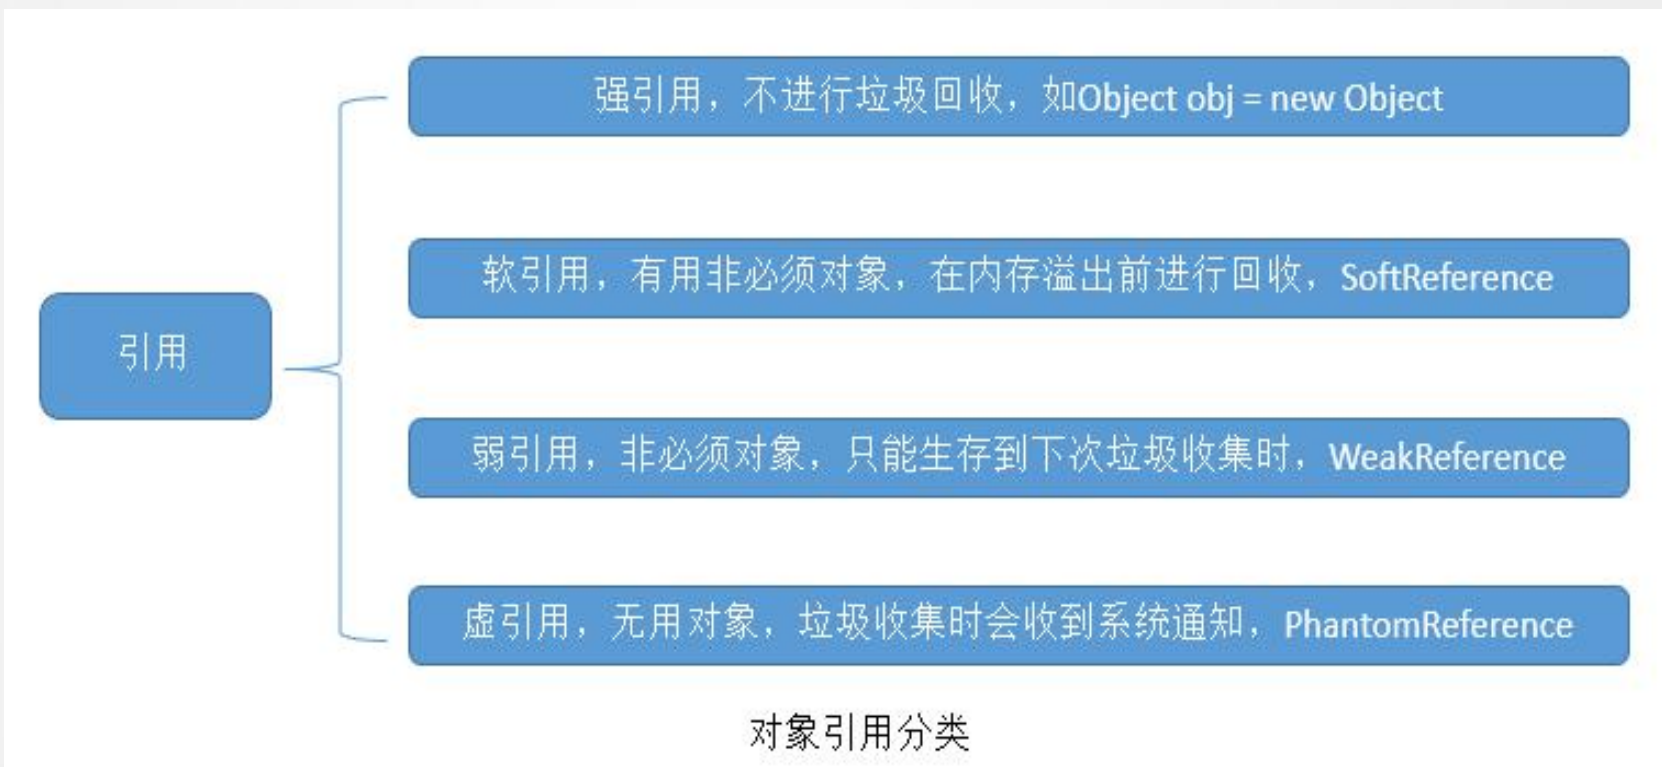 强引用，不进行垃圾回收，如Object obj = new Object
软引用，有用非必须对象，在内存溢出前进行回收，SoftReference
引用
弱引用，非必须对象，只能生存到下次垃圾收集时，WeakReference
虚引用，无用对象，垃圾收集时会收到系统通知，PhantomReference
对象引用分类